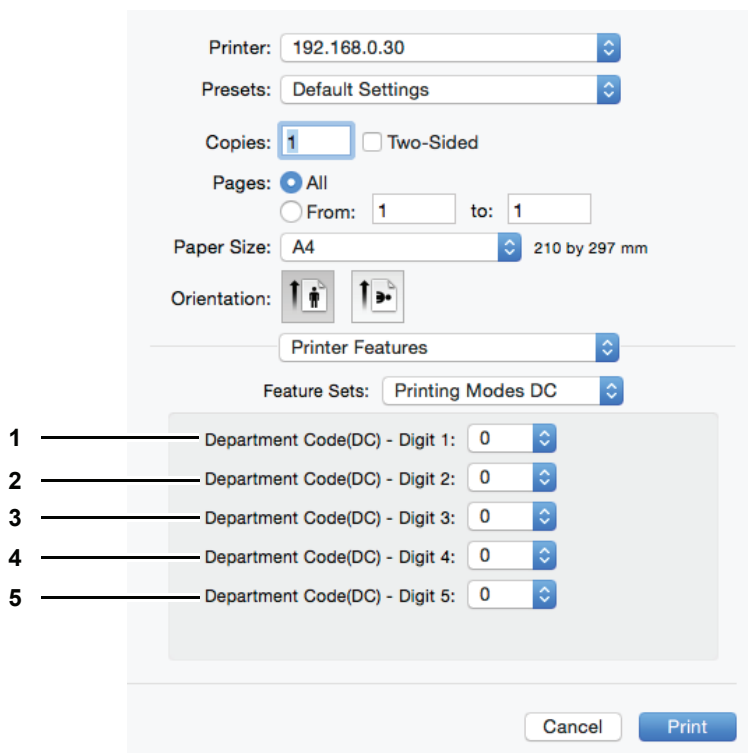 Printer: 192.168.0.30
Presets: Default Settings
Copies: 1 Two-Sided
Pages: All
From: 1 to: 1
Paper Size: A4 210 by 297 mm
Orientation:
Printer Features
Feature Sets: Printing Modes DC
1 Department Code(DC) - Digit 1: 0
2 Department Code(DC) - Digit 2: 0
3 Department Code(DC) - Digit 3: 0
4 Department Code(DC) - Digit 4: 0
5 Department Code(DC) - Digit 5: 0
Cancel Print